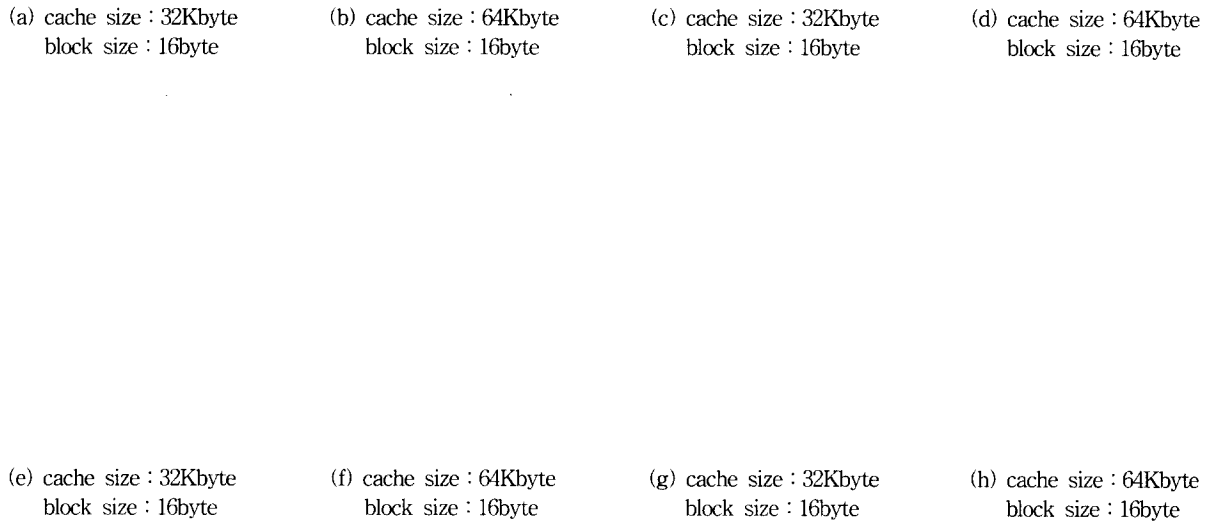 (a) cache size : 32Kbyte
block size : 16byte
(b) cache size : 64Kbyte
block size : 16byte
(c) cache size : 32Kbyte
block size : 16byte
(d) cache size : 64Kbyte
block size : 16byte
(e) cache size : 32Kbyte
block size : 16byte
(f) cache size : 64Kbyte
block size : 16byte
(g) cache size : 32Kbyte
block size : 16byte
(h) cache size : 64Kbyte
block size : 16byte